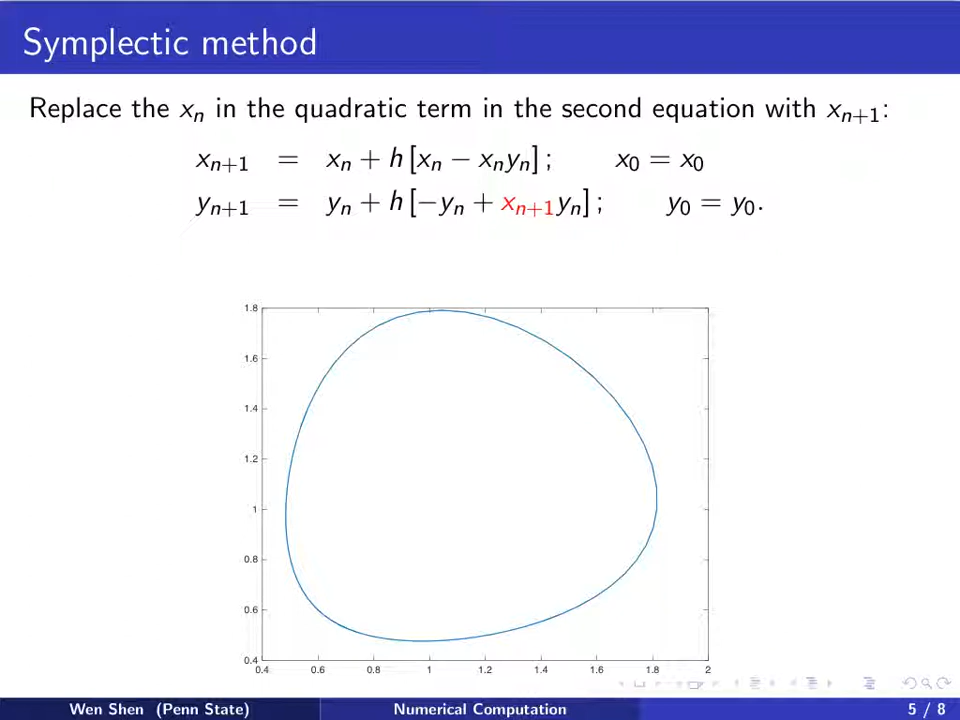 Symplectic method
Replace the xₙ in the quadratic term in the second equation with xₙ₊₁:
xₙ₊₁ = xₙ + h [xₙ − xₙyₙ] ; x₀ = x₀
yₙ₊₁ = yₙ + h [−yₙ + xₙ₊₁yₙ] ; y₀ = y₀.
1.8
1.6
1.4
1.2
1
0.8
0.6
0.4
0.4 0.6 0.8 1 1.2 1.4 1.6 1.8 2
Wen Shen (Penn State) Numerical Computation 5 / 8